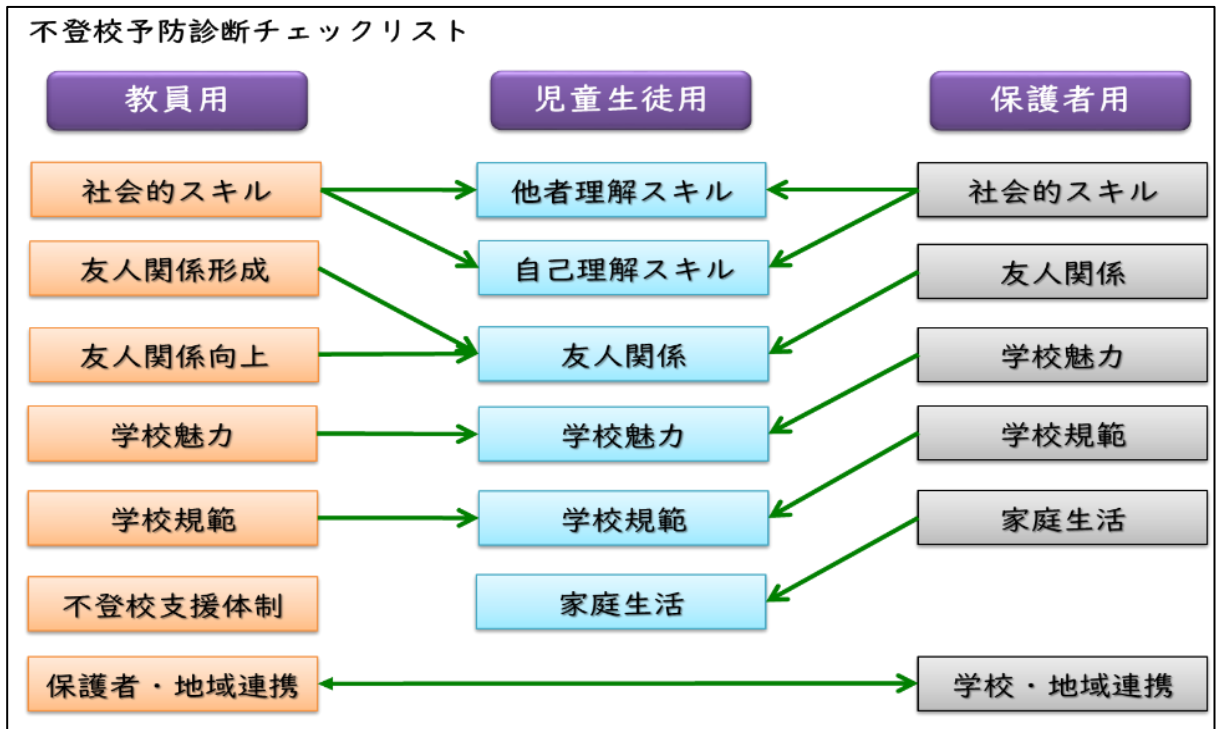 不登校予防診断チェックリスト
教員用
児童生徒用
保護者用
社会的スキル
他者理解スキル
社会的スキル
友人関係形成
自己理解スキル
友人関係
友人関係向上
友人関係
学校魅力
学校魅力
学校魅力
学校規範
学校規範
学校規範
家庭生活
不登校支援体制
家庭生活
保護者・地域連携
学校・地域連携